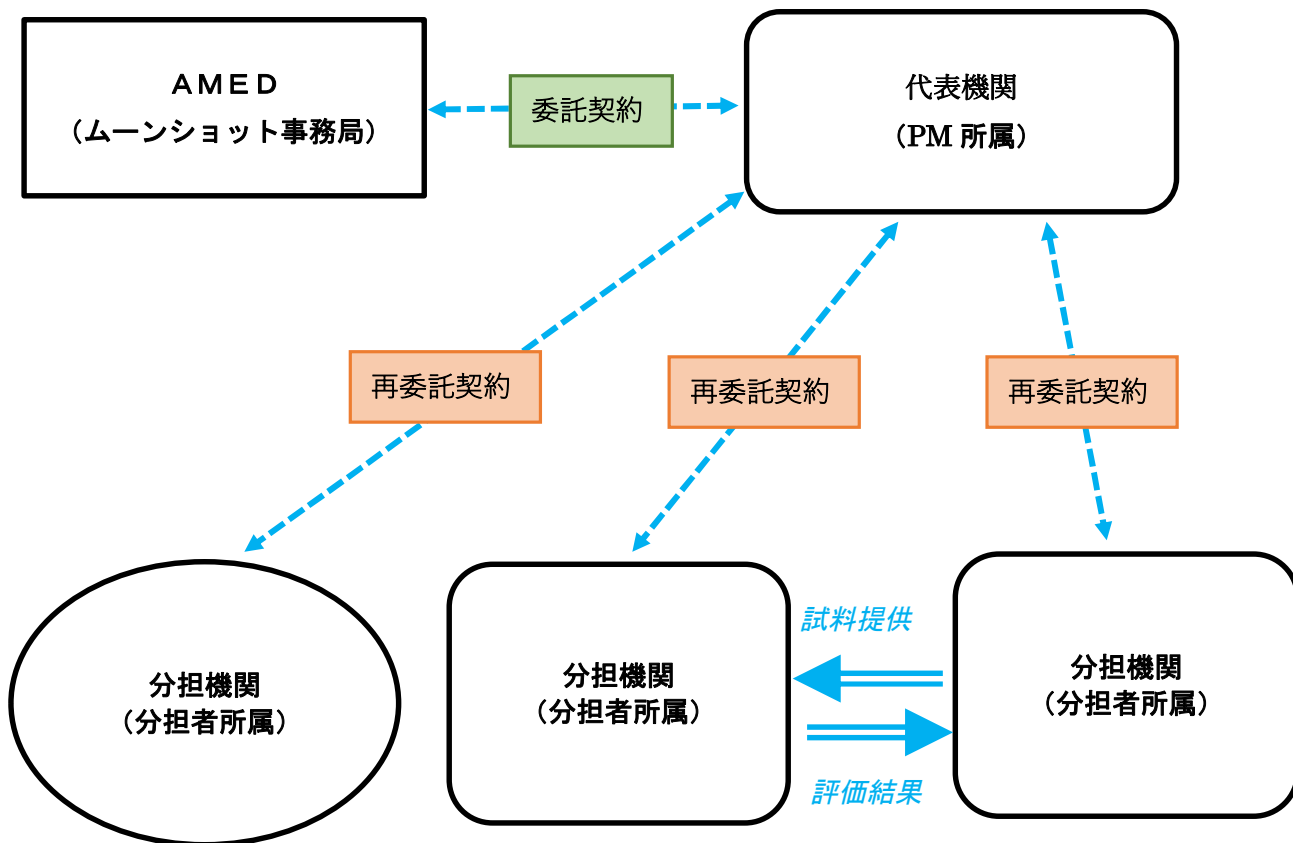 ＡＭＥＤ
（ムーンショット事務局）
委託契約
代表機関
（PM 所属）
再委託契約
再委託契約
再委託契約
分担機関
（分担者所属）
分担機関
（分担者所属）
試料提供
評価結果
分担機関
（分担者所属）